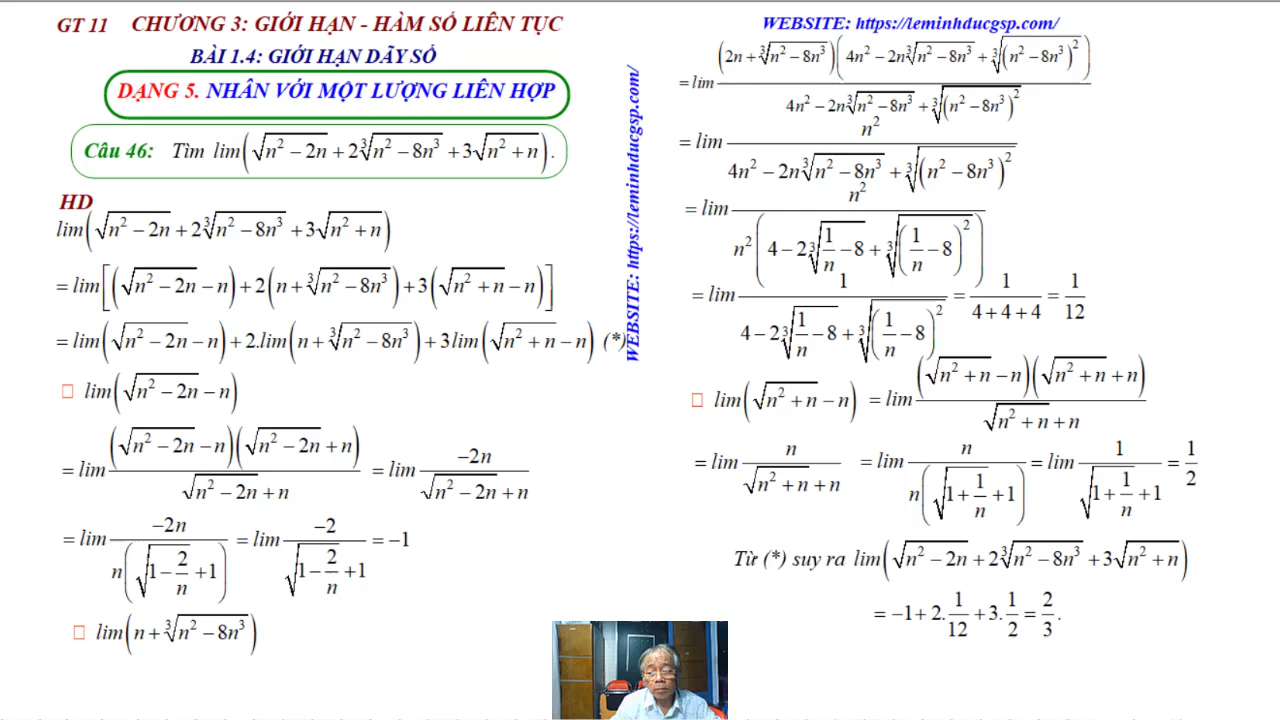 GT 11 CHƯƠNG 3: GIỚI HẠN - HÀM SỐ LIÊN TỤC
BÀI 1.4: GIỚI HẠN DÃY SỐ
DẠNG 5. NHÂN VỚI MỘT LƯỢNG LIÊN HỢP
Câu 46: Tìm lim(√(n² − 2n) + 2∛(n² − 8n³) + 3√(n² + n)).
HD
lim(√(n² − 2n) + 2∛(n² − 8n³) + 3√(n² + n))
= lim[(√(n² − 2n) − n) + 2(n + ∛(n² − 8n³)) + 3(√(n² + n) − n)]
= lim(√(n² − 2n) − n) + 2.lim(n + ∛(n² − 8n³)) + 3lim(√(n² + n) − n) (*)
□ lim(√(n² − 2n) − n)
= lim (√(n² − 2n) − n)(√(n² − 2n) + n) / (√(n² − 2n) + n) = lim −2n / (√(n² − 2n) + n)
= lim −2n / (n(√(1 − 2/n) + 1)) = lim −2 / (√(1 − 2/n) + 1) = −1
□ lim(n + ∛(n² − 8n³))
WEBSITE: https://leminhducgsp.com/
WEBSITE: https://leminhducgsp.com/
= lim (2n + ∛(n² − 8n³))(4n² − 2n∛(n² − 8n³) + ∛((n² − 8n³)²)) / (4n² − 2n∛(n² − 8n³) + ∛((n² − 8n³)²))
= lim n² / (4n² − 2n∛(n² − 8n³) + ∛((n² − 8n³)²))
= lim n² / (n²(4 − 2∛(1/n − 8) + ∛((1/n − 8)²)))
= lim 1 / (4 − 2∛(1/n − 8) + ∛((1/n − 8)²)) = 1 / (4 + 4 + 4) = 1/12
□ lim(√(n² + n) − n) = lim (√(n² + n) − n)(√(n² + n) + n) / (√(n² + n) + n)
= lim n / (√(n² + n) + n) = lim n / (n(√(1 + 1/n) + 1)) = lim 1 / (√(1 + 1/n) + 1) = 1/2
Từ (*) suy ra lim(√(n² − 2n) + 2∛(n² − 8n³) + 3√(n² + n))
= −1 + 2.1/12 + 3.1/2 = 2/3.